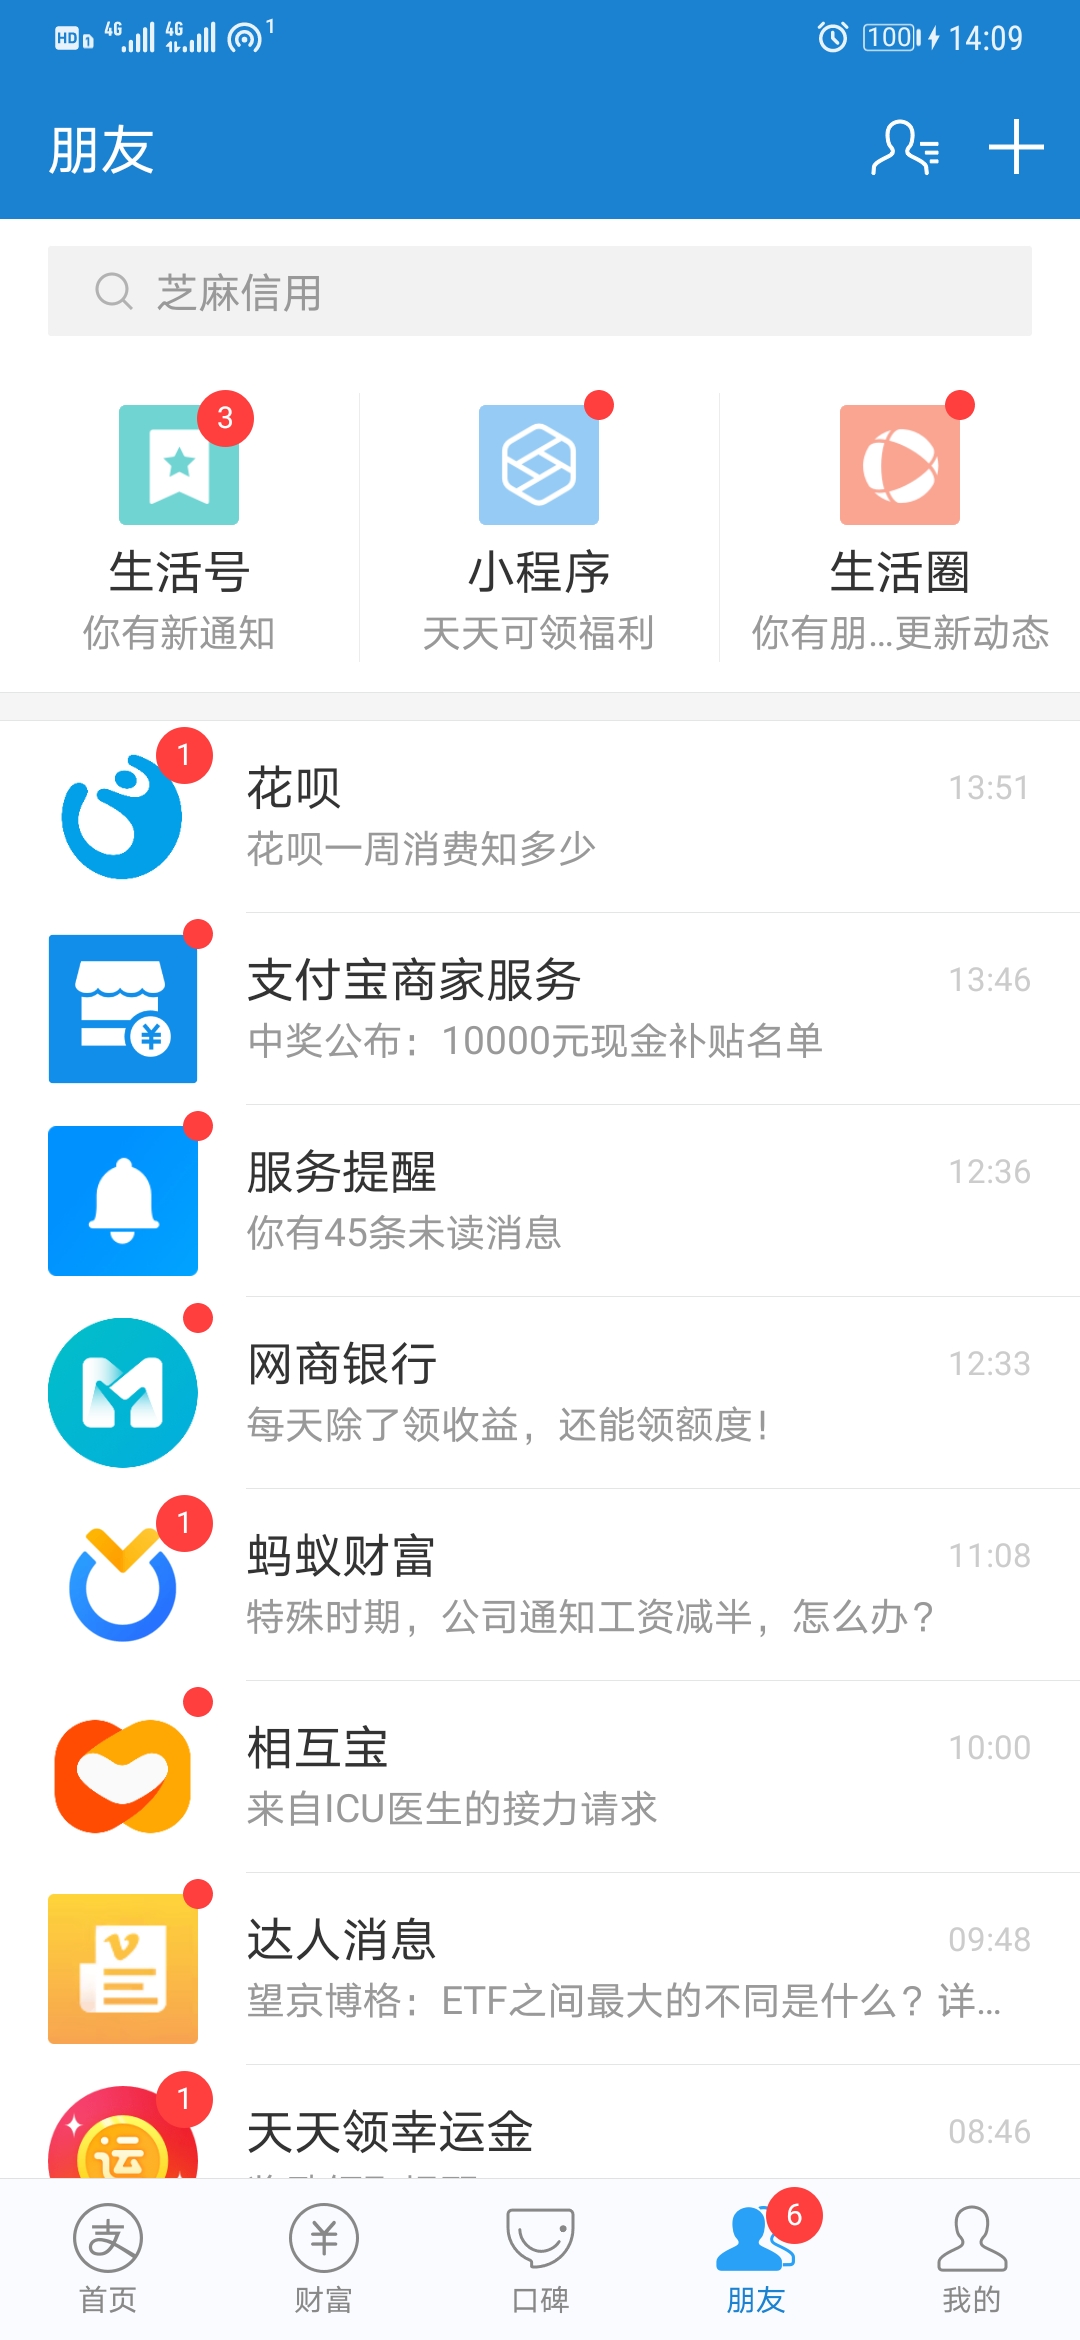 HD 1 4G 4G 1 100 14:09
朋友
芝麻信用
3
生活号 小程序 生活圈
你有新通知 天天可领福利 你有朋...更新动态
1
花呗 13:51
花呗一周消费知多少
支付宝商家服务 13:46
中奖公布：10000元现金补贴名单
服务提醒 12:36
你有45条未读消息
网商银行 12:33
每天除了领收益，还能领额度！
1
蚂蚁财富 11:08
特殊时期，公司通知工资减半，怎么办？
相互宝 10:00
来自ICU医生的接力请求
达人消息 09:48
望京博格：ETF之间最大的不同是什么？详...
1
天天领幸运金 08:46
运
支 ¥ 6
首页 财富 口碑 朋友 我的